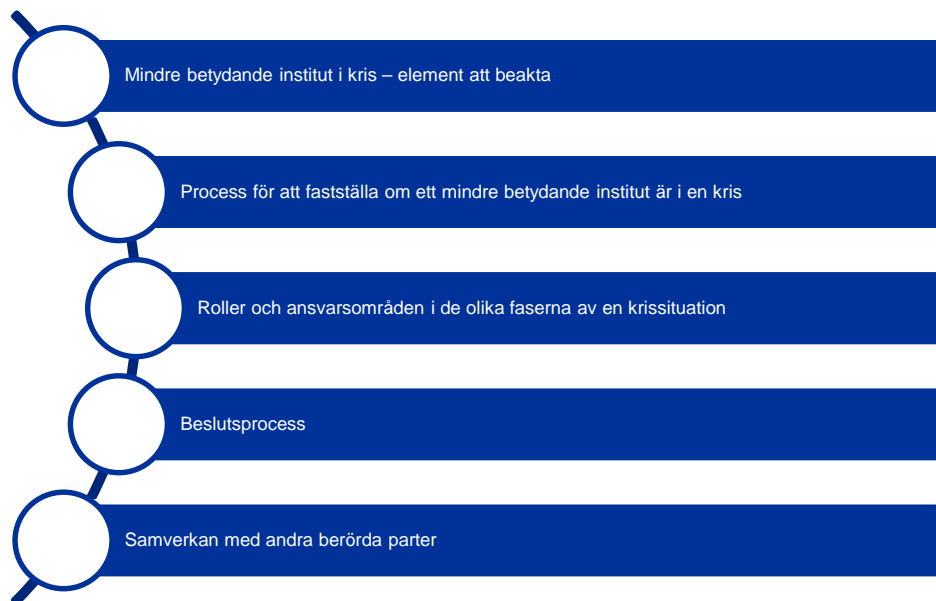 Mindre betydande institut i kris – element att beakta
Process för att fastställa om ett mindre betydande institut är i en kris
Roller och ansvarsområden i de olika faserna av en krissituation
Beslutsprocess
Samverkan med andra berörda parter